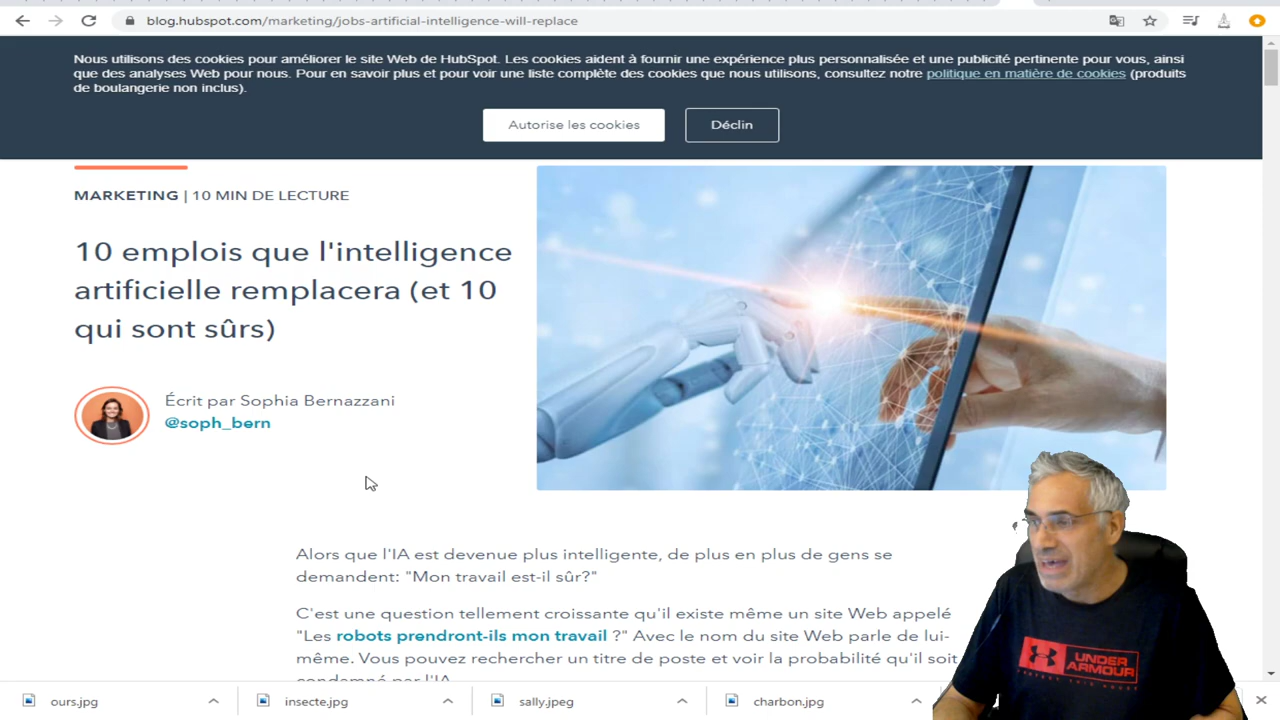 blog.hubspot.com/marketing/jobs-artificial-intelligence-will-replace
Nous utilisons des cookies pour améliorer le site Web de HubSpot. Les cookies aident à fournir une expérience plus personnalisée et une publicité pertinente pour vous, ainsi
que des analyses Web pour nous. Pour en savoir plus et pour voir une liste complète des cookies que nous utilisons, consultez notre politique en matière de cookies (produits
de boulangerie non inclus).
Autorise les cookies
Déclin
MARKETING | 10 MIN DE LECTURE
10 emplois que l'intelligence
artificielle remplacera (et 10
qui sont sûrs)
Écrit par Sophia Bernazzani
@soph_bern
Alors que l'IA est devenue plus intelligente, de plus en plus de gens se
demandent: "Mon travail est-il sûr?"
C'est une question tellement croissante qu'il existe même un site Web appelé
"Les robots prendront-ils mon travail ?" Avec le nom du site Web parle de lui-
même. Vous pouvez rechercher un titre de poste et voir la probabilité qu'il soit
condamné par l'IA
UNDER
ARMOUR
ours.jpg
insecte.jpg
sally.jpeg
charbon.jpg